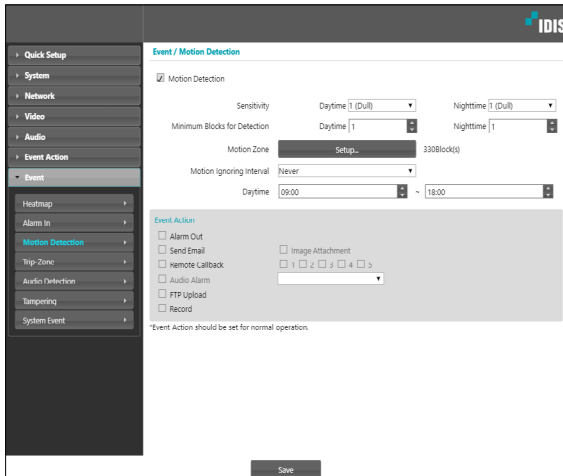 IDIS
Quick Setup
System
Network
Video
Audio
Event Action
Event
Heatmap
Alarm In
Motion Detection
Trip-Zone
Audio Detection
Tampering
System Event
Event / Motion Detection
Motion Detection
Sensitivity Daytime 1 (Dull) Nighttime 1 (Dull)
Minimum Blocks for Detection Daytime 1 Nighttime 1
Motion Zone Setup... 330Block(s)
Motion Ignoring Interval Never
Daytime 09:00 ~ 18:00
Event Action
Alarm Out
Send Email Image Attachment
Remote Callback 1 2 3 4 5
Audio Alarm
FTP Upload
Record
*Event Action should be set for normal operation.
Save